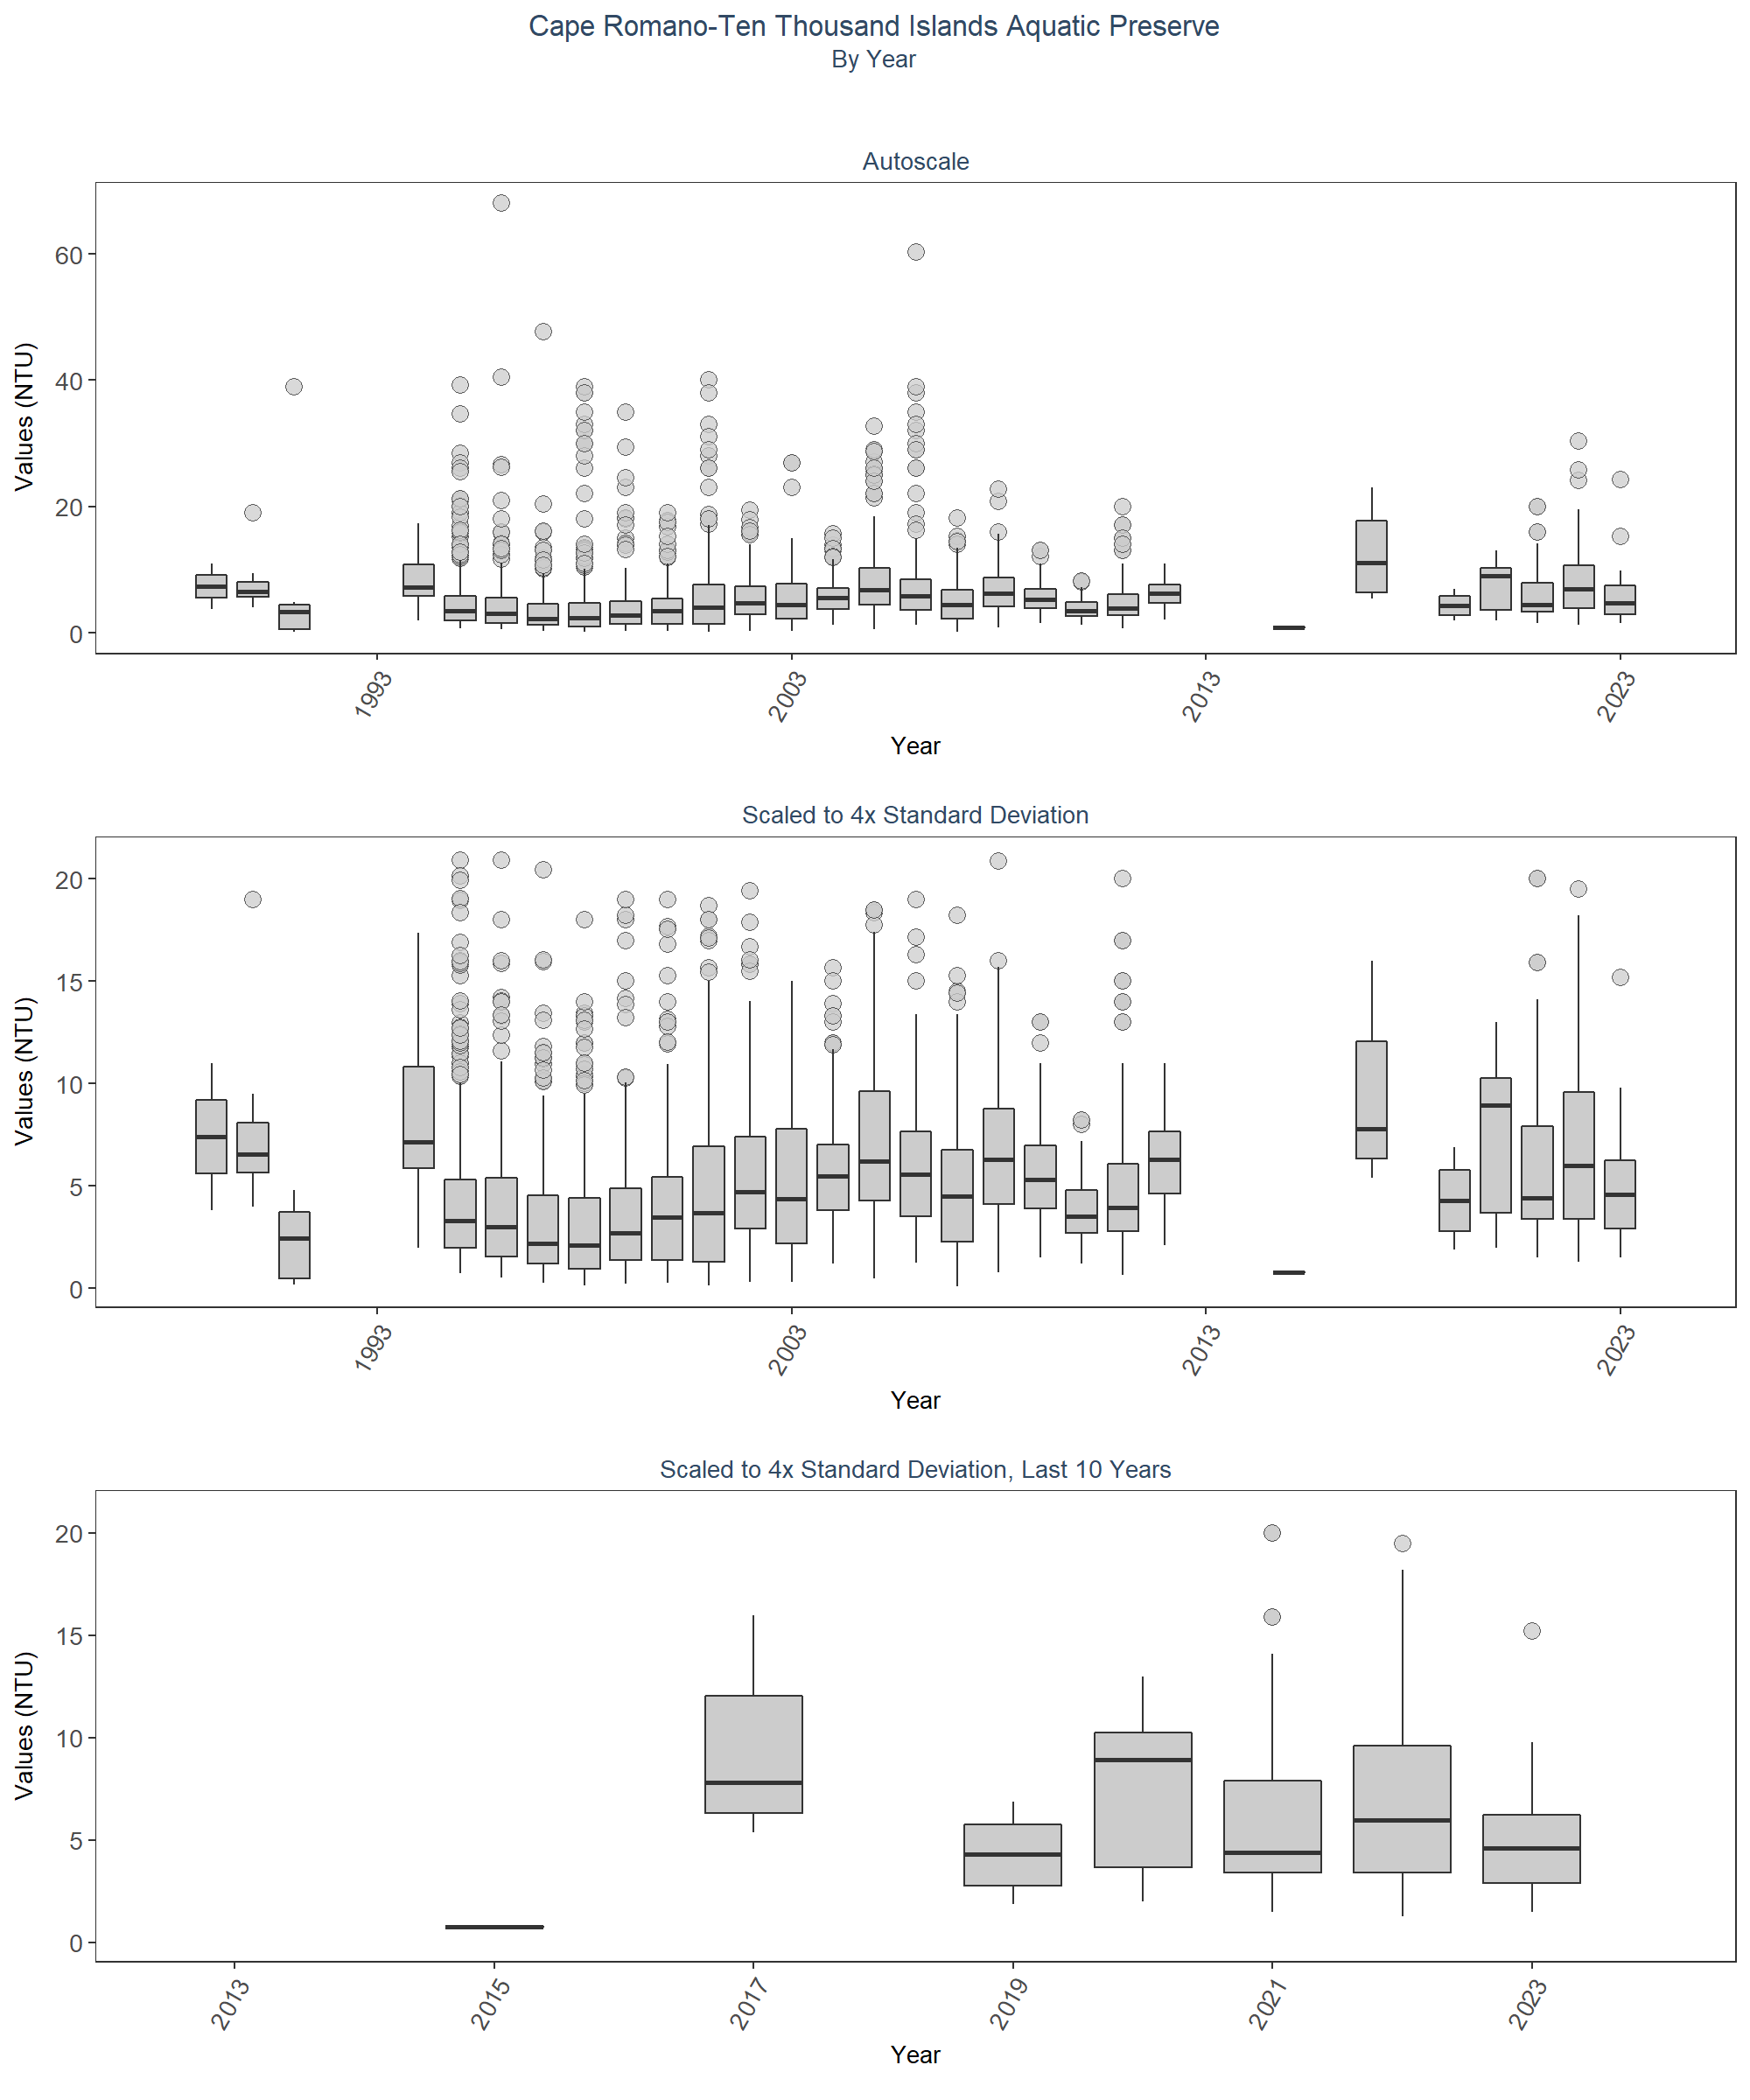 Cape Romano-Ten Thousand Islands Aquatic Preserve
By Year
Autoscale
Values (NTU)
60
40
20
0
1993
2003
2013
2023
Year
Scaled to 4x Standard Deviation
Values (NTU)
20
15
10
5
0
1993
2003
2013
2023
Year
Scaled to 4x Standard Deviation, Last 10 Years
Values (NTU)
20
15
10
5
0
2013
2015
2017
2019
2021
2023
Year